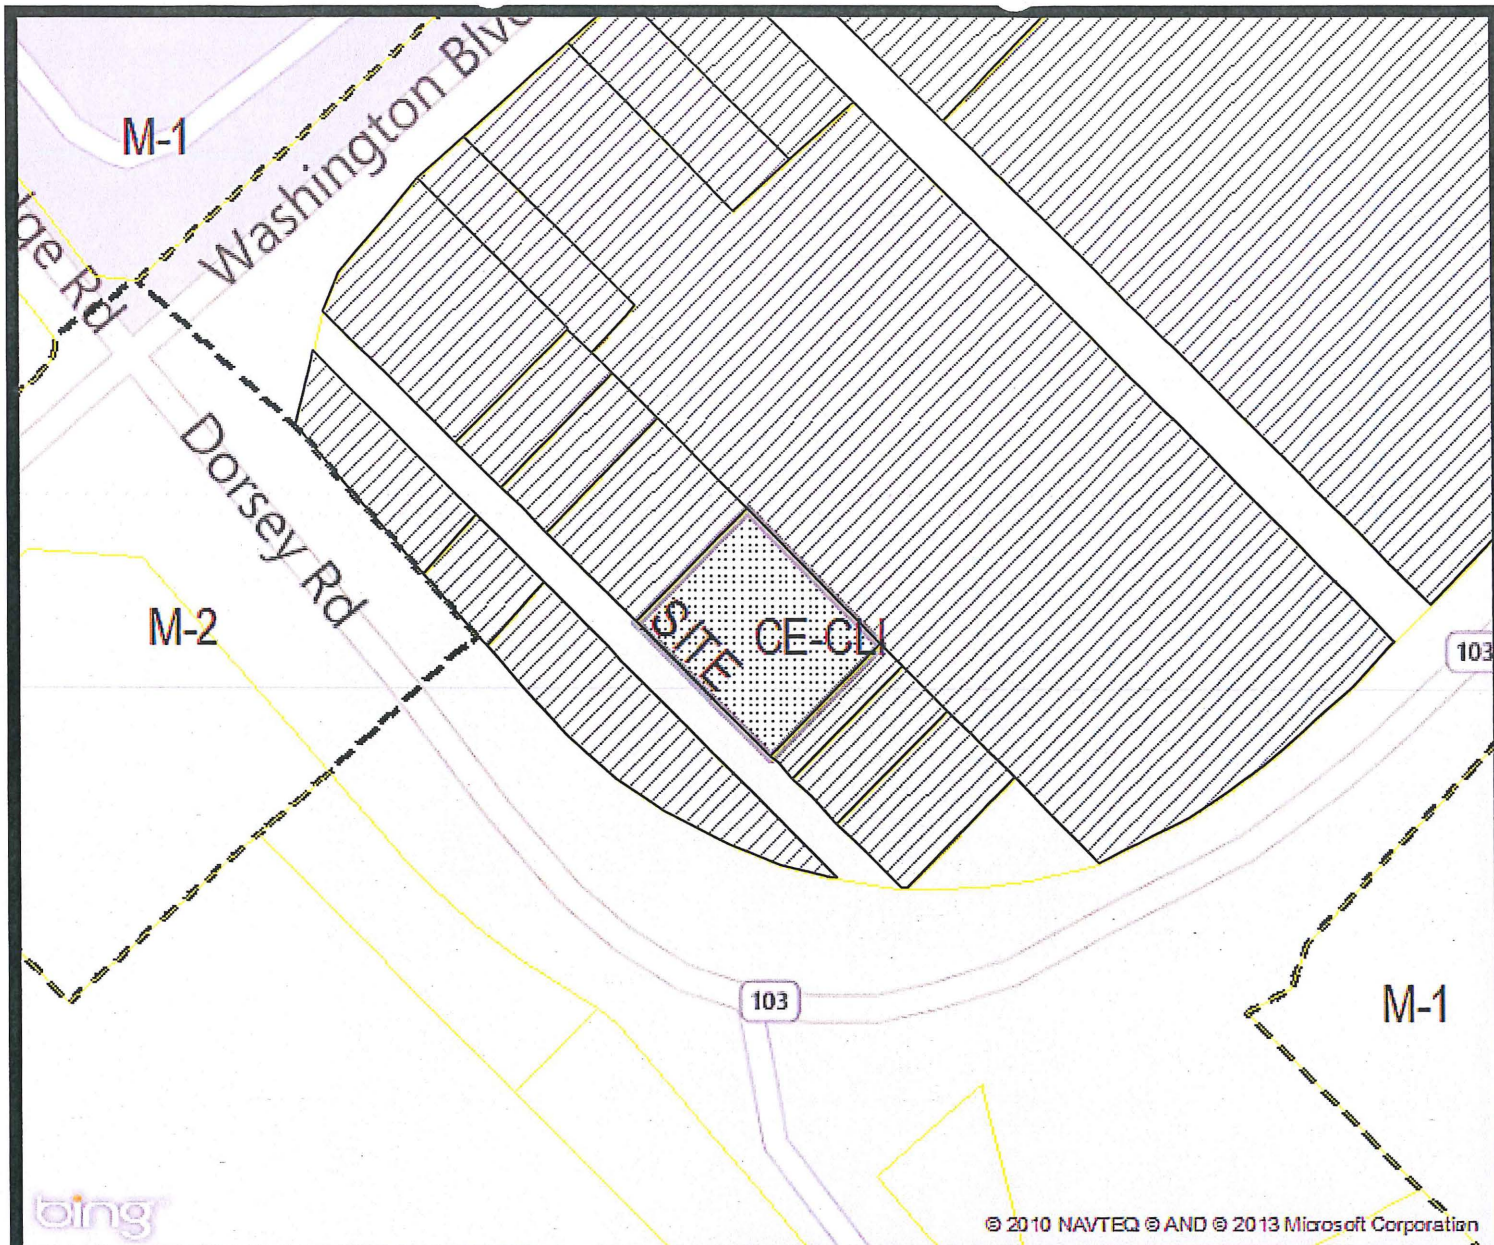 M-1
Washington Blvd
dge Rd
Dorsey Rd
M-2
SITE
CE-CLI
103
103
M-1
bing
© 2010 NAVTEQ © AND © 2013 Microsoft Corporation